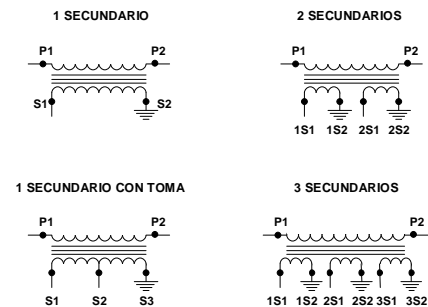 1 SECUNDARIO
P1 P2
S1 S2
2 SECUNDARIOS
P1 P2
1S1 1S2 2S1 2S2
1 SECUNDARIO CON TOMA
P1 P2
S1 S2 S3
3 SECUNDARIOS
P1 P2
1S1 1S2 2S1 2S2 3S1 3S2